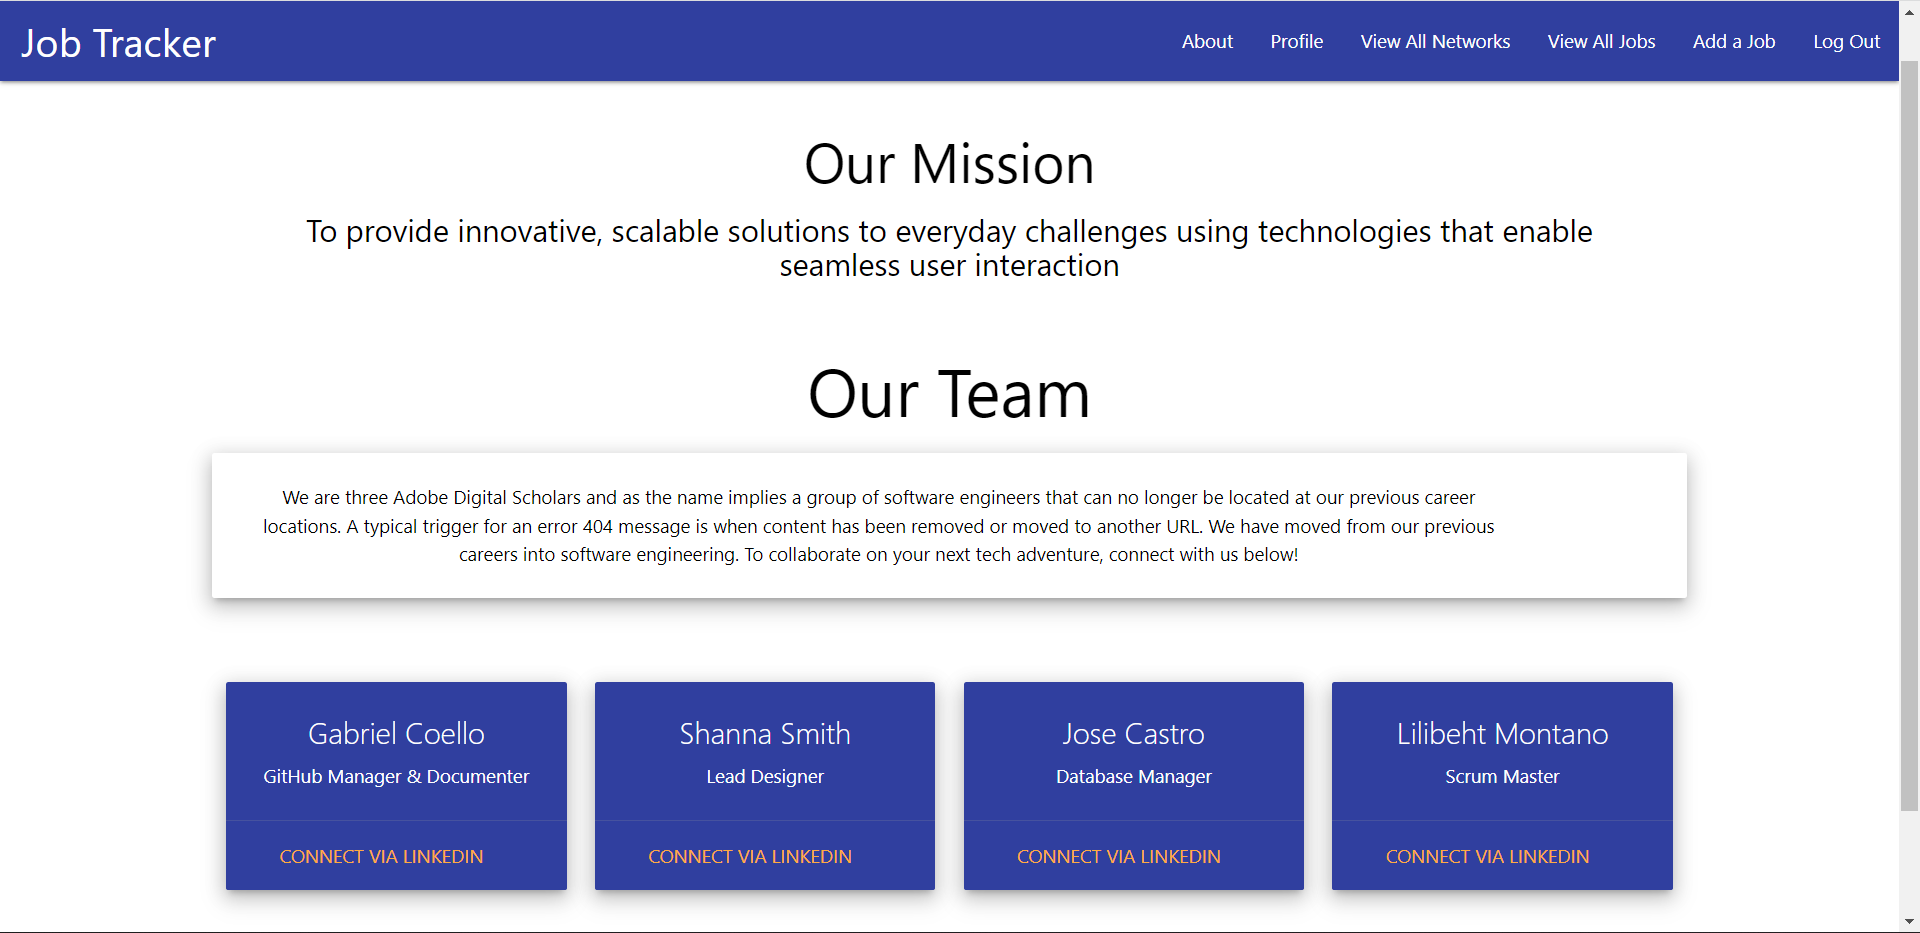 Job Tracker
About Profile View All Networks View All Jobs Add a Job Log Out
Our Mission
To provide innovative, scalable solutions to everyday challenges using technologies that enable
seamless user interaction
Our Team
We are three Adobe Digital Scholars and as the name implies a group of software engineers that can no longer be located at our previous career
locations. A typical trigger for an error 404 message is when content has been removed or moved to another URL. We have moved from our previous
careers into software engineering. To collaborate on your next tech adventure, connect with us below!
Gabriel Coello
GitHub Manager & Documenter
CONNECT VIA LINKEDIN
Shanna Smith
Lead Designer
CONNECT VIA LINKEDIN
Jose Castro
Database Manager
CONNECT VIA LINKEDIN
Lilibeht Montano
Scrum Master
CONNECT VIA LINKEDIN